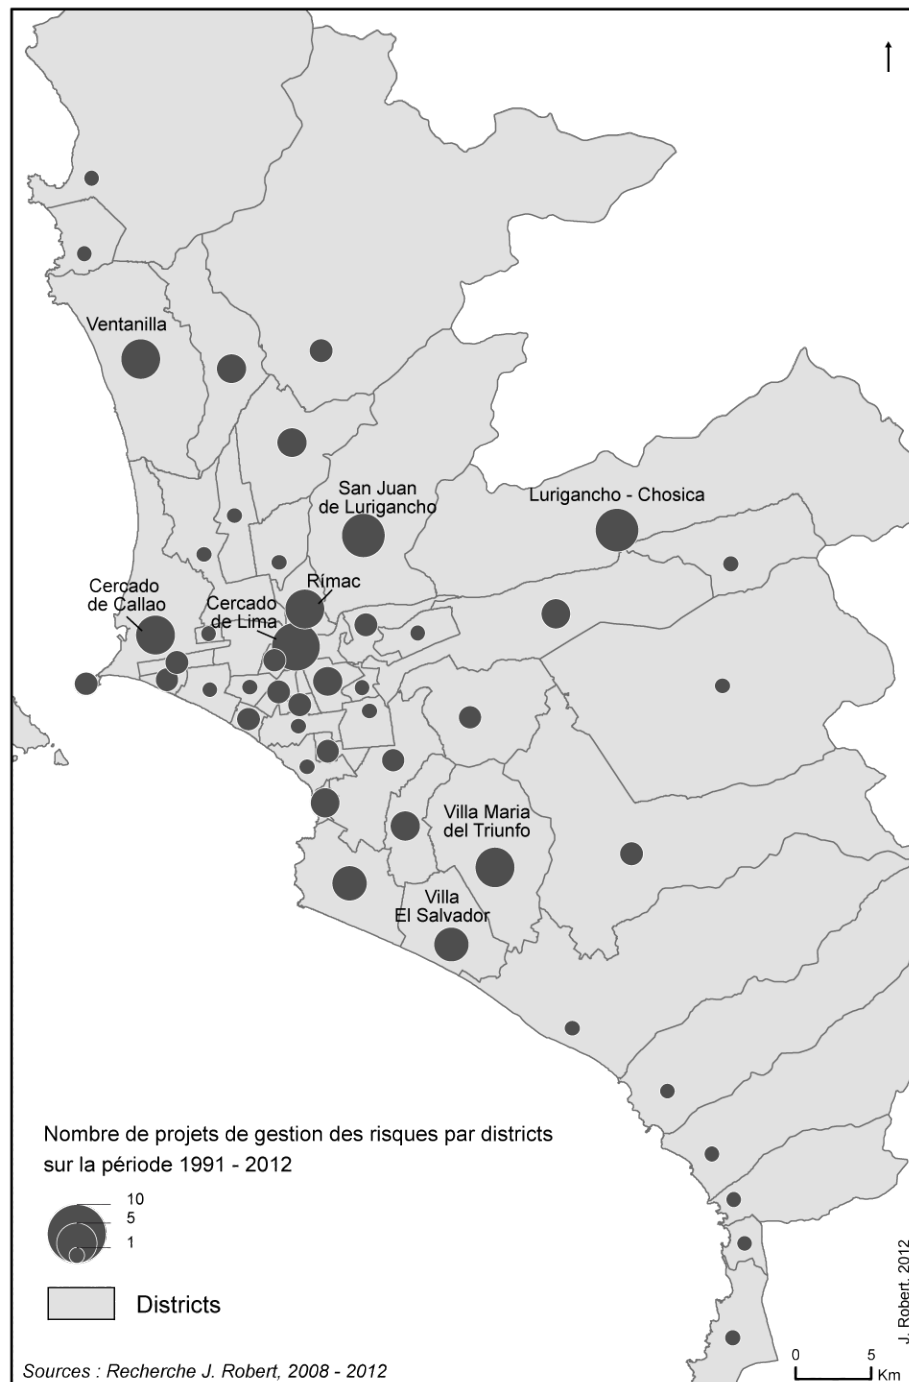 Ventanilla
San Juan
de Lurigancho
Lurigancho - Chosica
Rímac
Cercado
de Callao
Cercado
de Lima
Villa Maria
del Triunfo
Villa
El Salvador
Nombre de projets de gestion des risques par districts
sur la période 1991 - 2012
10
5
1
Districts
J. Robert, 2012
0 5
Km
Sources : Recherche J. Robert, 2008 - 2012